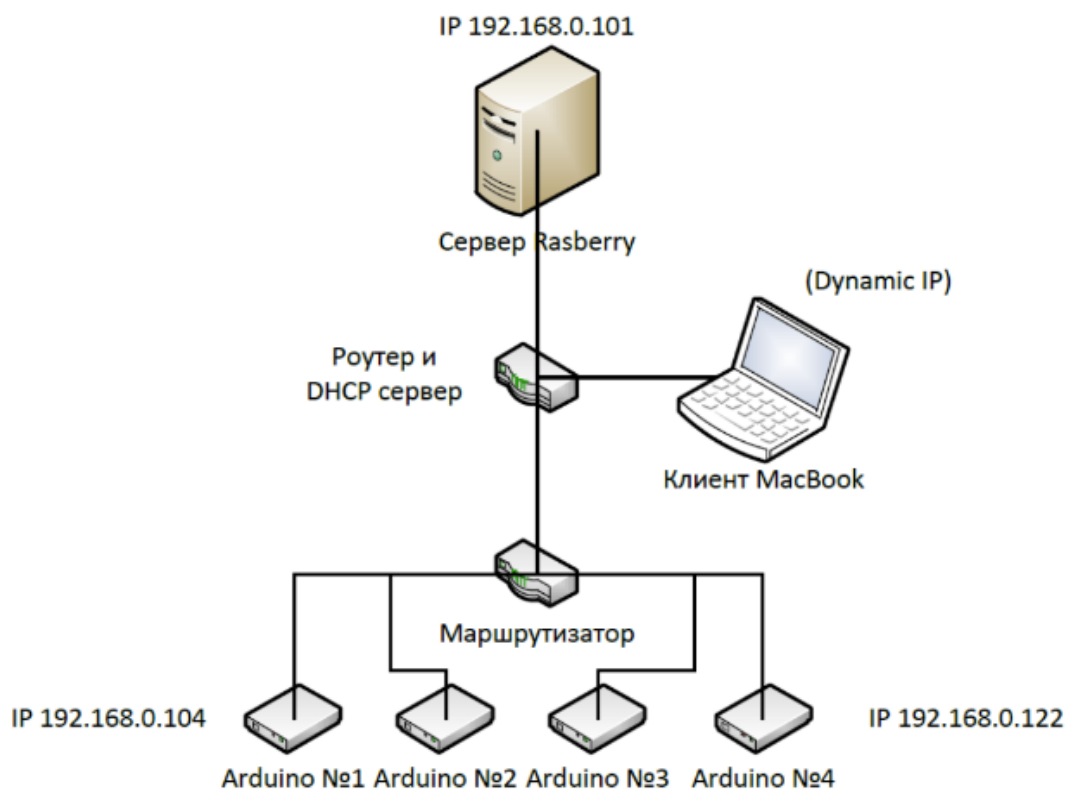 IP 192.168.0.101
Сервер Rasberry
(Dynamic IP)
Роутер и
DHCP сервер
Клиент MacBook
Маршрутизатор
IP 192.168.0.104
IP 192.168.0.122
Arduino №1
Arduino №2
Arduino №3
Arduino №4